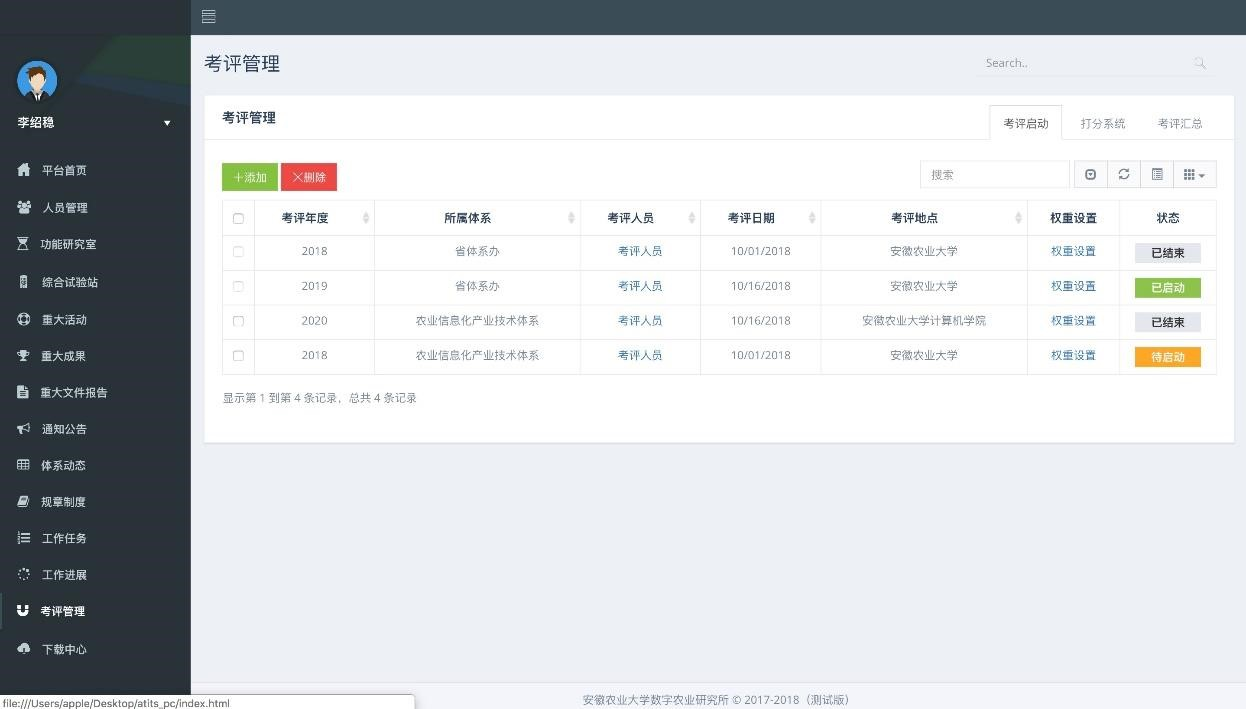 考评管理
Search..
李绍稳
平台首页
人员管理
功能研究室
综合试验站
重大活动
重大成果
重大文件报告
通知公告
体系动态
规章制度
工作任务
工作进展
考评管理
下载中心
考评管理
考评启动 打分系统 考评汇总
添加 删除
搜索
考评年度 所属体系 考评人员 考评日期 考评地点 权重设置 状态
2018 省体系办 考评人员 10/01/2018 安徽农业大学 权重设置 已结束
2019 省体系办 考评人员 10/16/2018 安徽农业大学 权重设置 已启动
2020 农业信息化产业技术体系 考评人员 10/16/2018 安徽农业大学计算机学院 权重设置 已结束
2018 农业信息化产业技术体系 考评人员 10/01/2018 安徽农业大学 权重设置 待启动
显示第 1 到第 4 条记录，总共 4 条记录
安徽农业大学数字农业研究所 © 2017-2018（测试版）
file:///Users/apple/Desktop/atits_pc/index.html